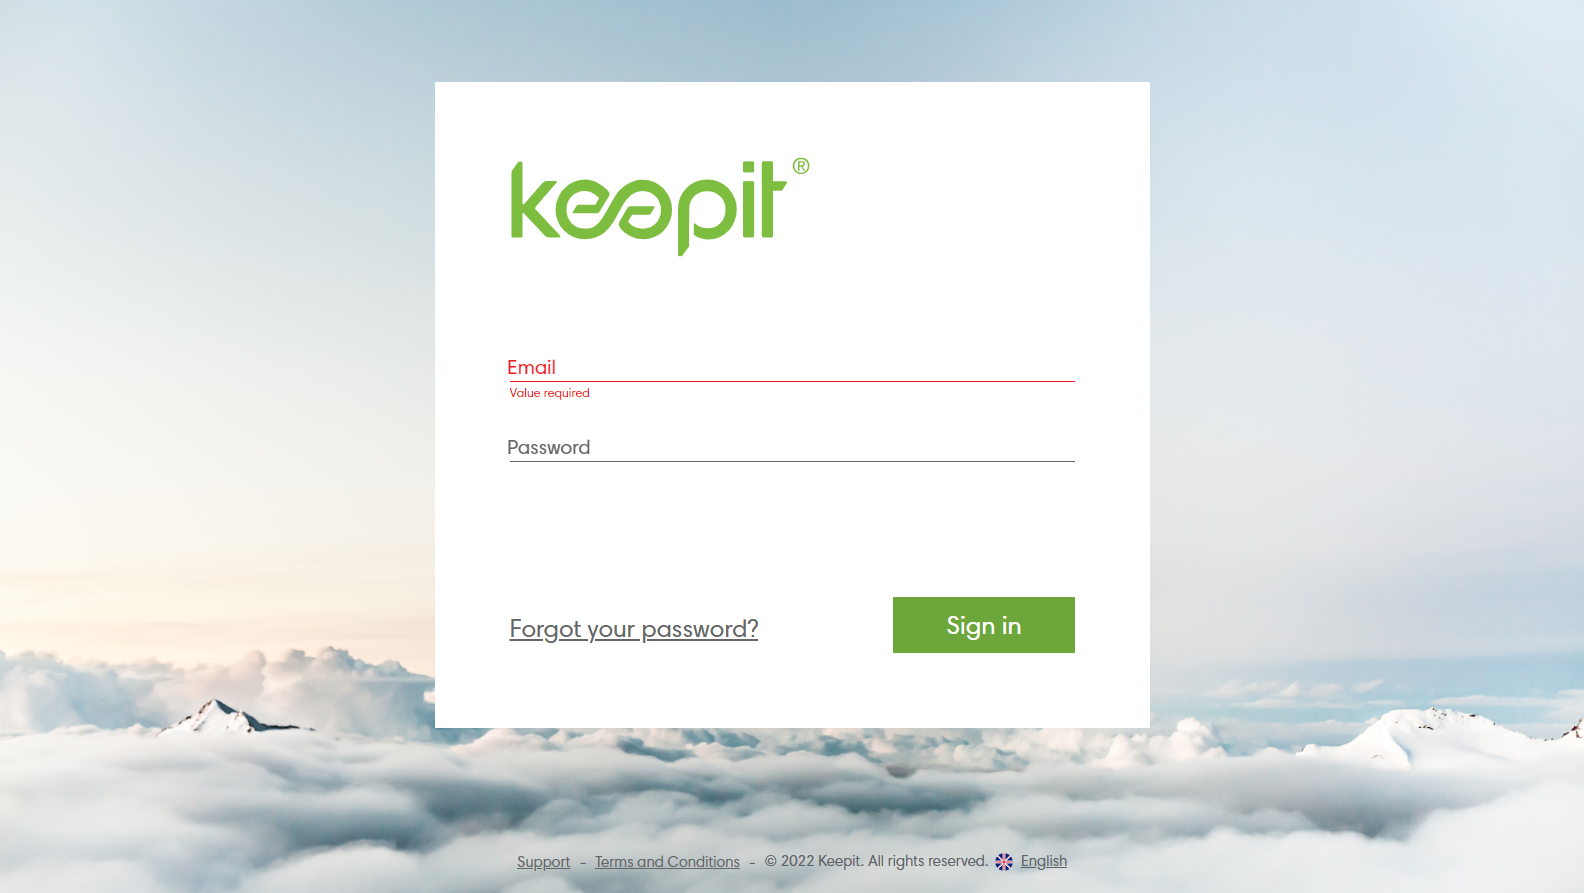 keepit®
Email
Value required
Password
Forgot your password?
Sign in
Support - Terms and Conditions - © 2022 Keepit. All rights reserved. English